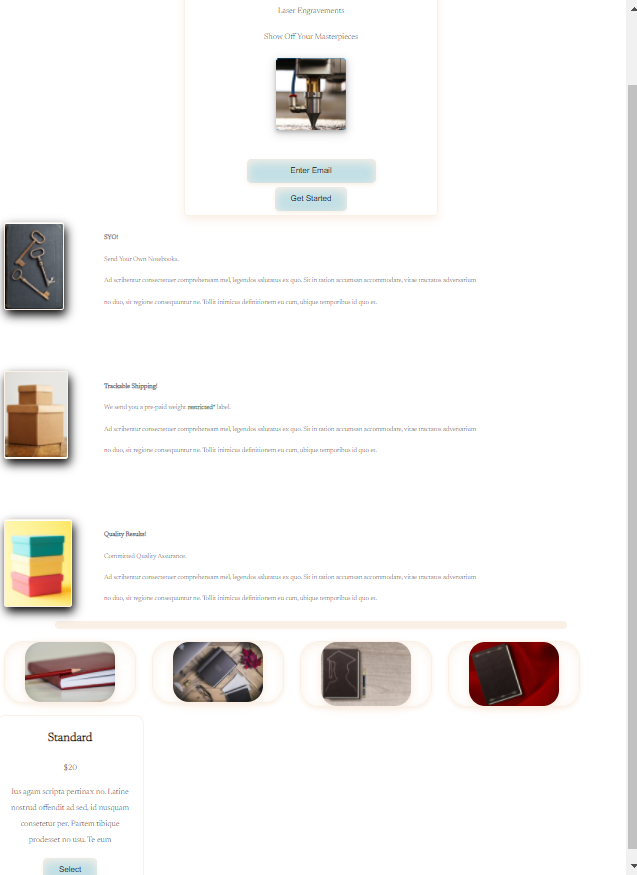 Laser Engravements
Show Off Your Masterpieces
Enter Email
Get Started
SYO!
Send Your Own Notebooks.
Ad scribentur consectetuer comprehensam mel, legendos salutatus ex quo. Sit in tation accumsan accommodare, vitae tractatos adversarium
no duo, sit regione consequuntur ne. Tollit inimicus definitionem eu cum, ubique temporibus id quo et.
Trackable Shipping!
We send you a pre-paid weight restricted* label.
Ad scribentur consectetuer comprehensam mel, legendos salutatus ex quo. Sit in tation accumsan accommodare, vitae tractatos adversarium
no duo, sit regione consequuntur ne. Tollit inimicus definitionem eu cum, ubique temporibus id quo et.
Quality Results!
Commited Quality Assurance.
Ad scribentur consectetuer comprehensam mel, legendos salutatus ex quo. Sit in tation accumsan accommodare, vitae tractatos adversarium
no duo, sit regione consequuntur ne. Tollit inimicus definitionem eu cum, ubique temporibus id quo et.
Standard
$20
Ius agam scripta pertinax no. Latine
nostrud offendit ad sed, id nusquam
consetetur per. Partem tibique
prodesset no usu. Te eum
Select